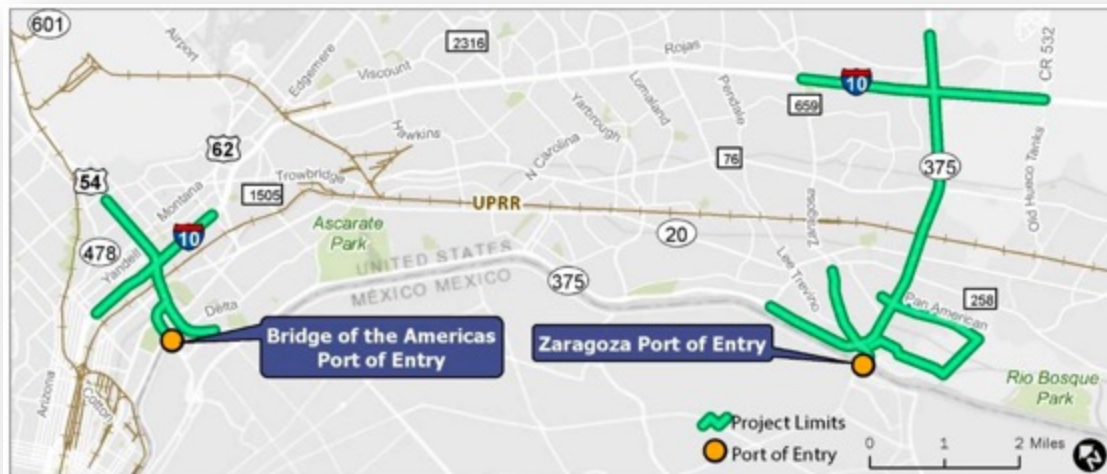 601
Airport
Edgemere
2316
Viscount
Rojas
CR 532
10
659
62
Hawkins
Yarbrough
Lomaland
Pendale
N Carolina
76
375
Old Hueco Tanks
54
Montana
Trowbridge
1505
UPRR
Zaragosa
10
Ascarate
Park
20
478
Yandell
UNITED STATES
MÉXICO MEXICO
375
Lee Trevino
Delta
Pan American
258
Bridge of the Americas
Port of Entry
Zaragoza Port of Entry
Rio Bosque
Park
Arizona
Cotton
Project Limits
Port of Entry
0 1 2 Miles